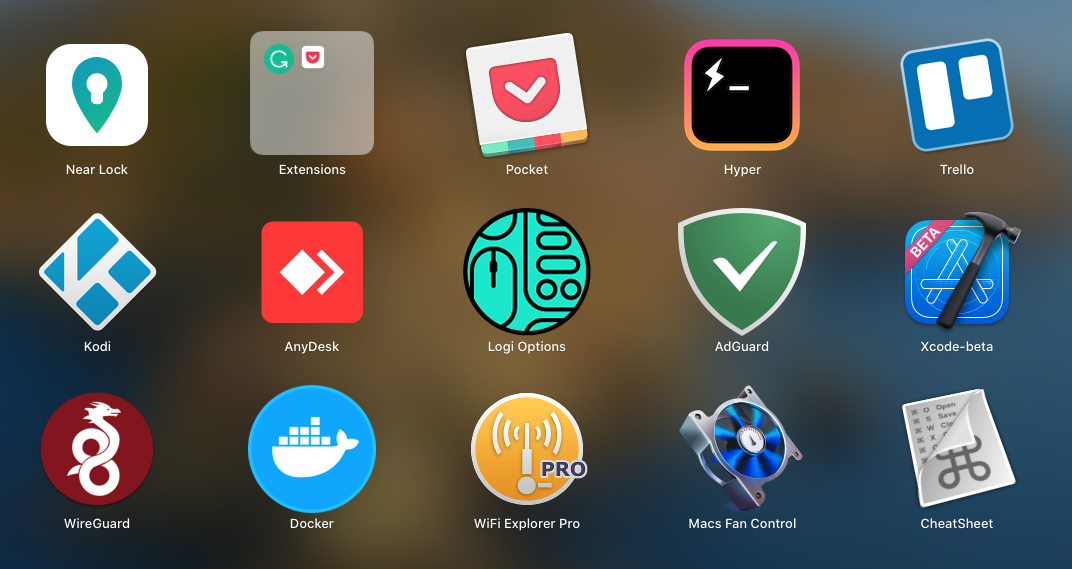 Near Lock
Extensions
Pocket
Hyper
Trello
BETA
Kodi
AnyDesk
Logi Options
AdGuard
Xcode-beta
PRO
⌘ O Open
⌘ S Save
⌘ W
⌘ X
⌘
WireGuard
Docker
WiFi Explorer Pro
Macs Fan Control
CheatSheet